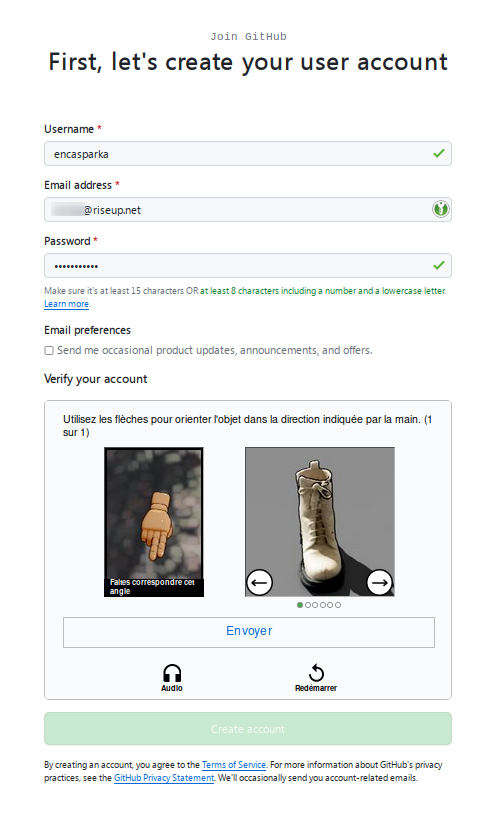 Join GitHub
First, let's create your user account
Username *
encasparka
Email address *
@riseup.net
Password *
•••••••••••
Make sure it's at least 15 characters OR at least 8 characters including a number and a lowercase letter.
Learn more.
Email preferences
Send me occasional product updates, announcements, and offers.
Verify your account
Utilisez les flèches pour orienter l'objet dans la direction indiquée par la main. (1
sur 1)
Faites correspondre cet
angle
Envoyer
Audio
Redémarrer
Create account
By creating an account, you agree to the Terms of Service. For more information about GitHub's privacy
practices, see the GitHub Privacy Statement. We'll occasionally send you account-related emails.